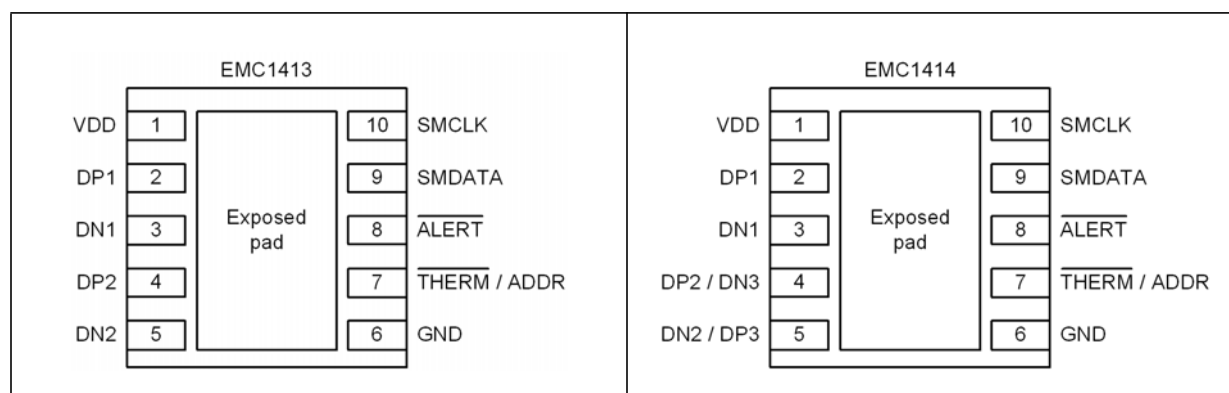 EMC1413
VDD 1 10 SMCLK
DP1 2 9 SMDATA
DN1 3 8 ALERT
DP2 4 7 THERM / ADDR
DN2 5 6 GND
Exposed
pad
EMC1414
VDD 1 10 SMCLK
DP1 2 9 SMDATA
DN1 3 8 ALERT
DP2 / DN3 4 7 THERM / ADDR
DN2 / DP3 5 6 GND
Exposed
pad